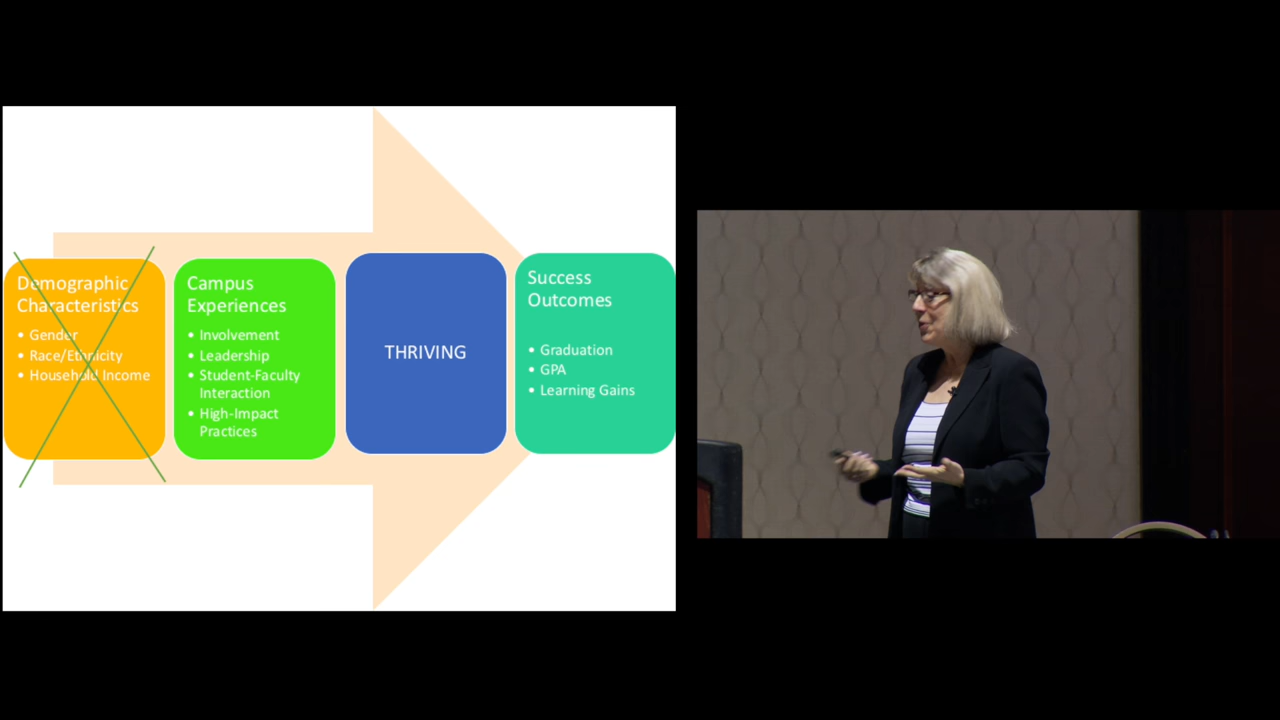 Demographic
Characteristics
• Gender
• Race/Ethnicity
• Household Income
Campus
Experiences
• Involvement
• Leadership
• Student-Faculty
Interaction
• High-Impact
Practices
THRIVING
Success
Outcomes
• Graduation
• GPA
• Learning Gains